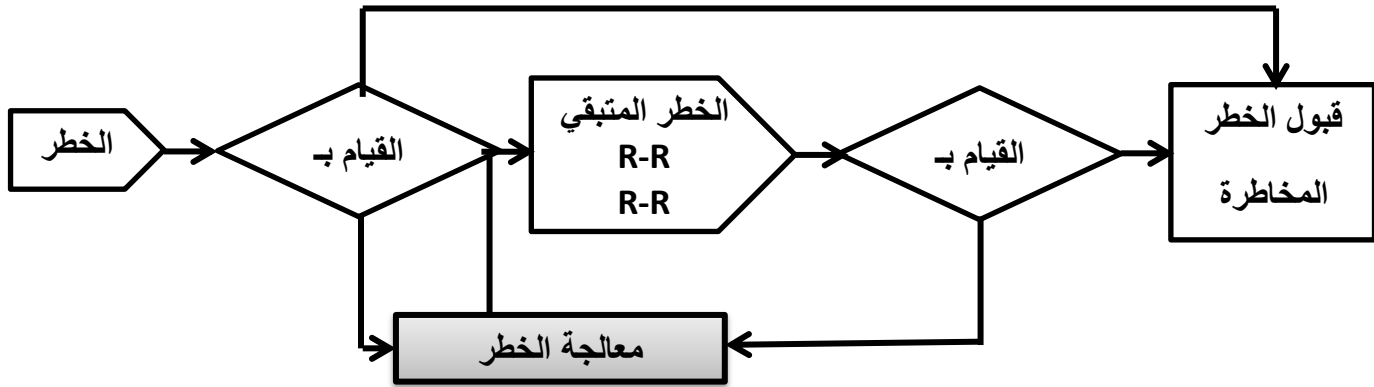 الخطر
القيام بـ
الخطر المتبقي
R-R
R-R
القيام بـ
قبول الخطر
المخاطرة
معالجة الخطر